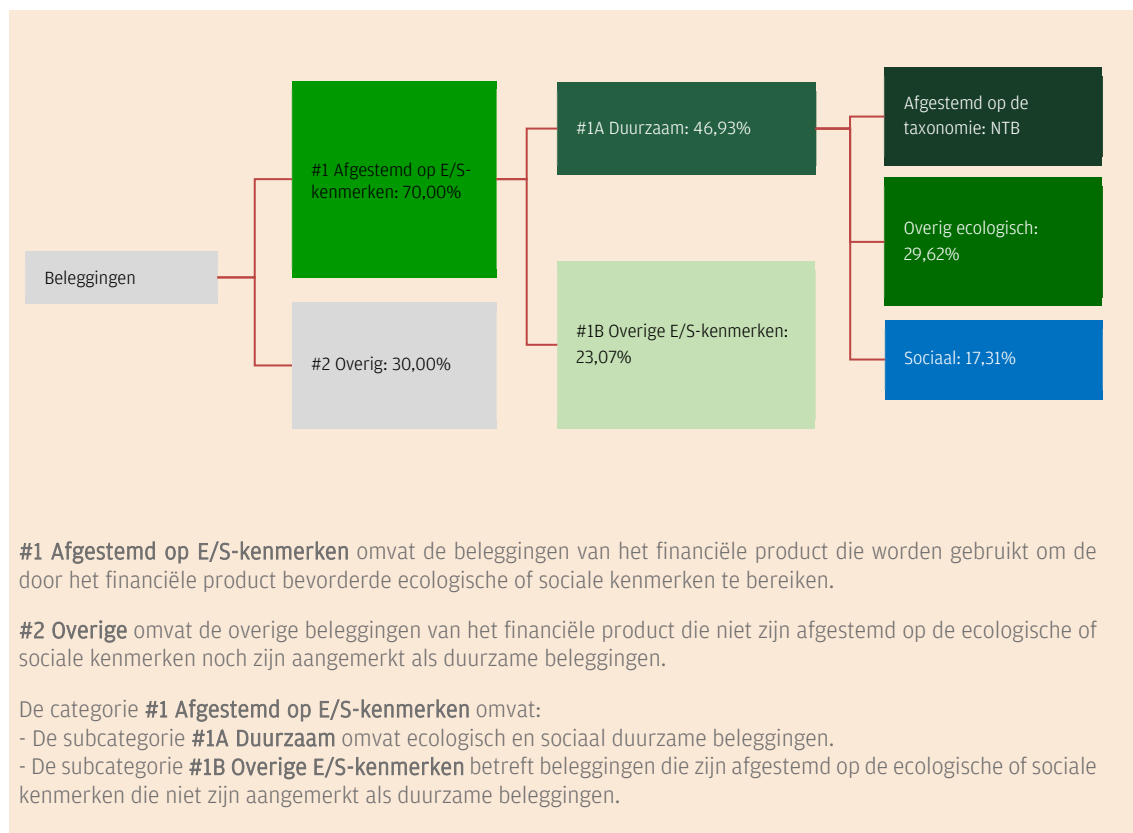 Beleggingen
#1 Afgestemd op E/S-
kenmerken: 70,00%
#2 Overig: 30,00%
#1A Duurzaam: 46,93%
#1B Overige E/S-kenmerken:
23,07%
Afgestemd op de
taxonomie: NTB
Overig ecologisch:
29,62%
Sociaal: 17,31%
#1 Afgestemd op E/S-kenmerken omvat de beleggingen van het financiële product die worden gebruikt om de
door het financiële product bevorderde ecologische of sociale kenmerken te bereiken.
#2 Overige omvat de overige beleggingen van het financiële product die niet zijn afgestemd op de ecologische of
sociale kenmerken noch zijn aangemerkt als duurzame beleggingen.
De categorie #1 Afgestemd op E/S-kenmerken omvat:
- De subcategorie #1A Duurzaam omvat ecologisch en sociaal duurzame beleggingen.
- De subcategorie #1B Overige E/S-kenmerken betreft beleggingen die zijn afgestemd op de ecologische of sociale
kenmerken die niet zijn aangemerkt als duurzame beleggingen.